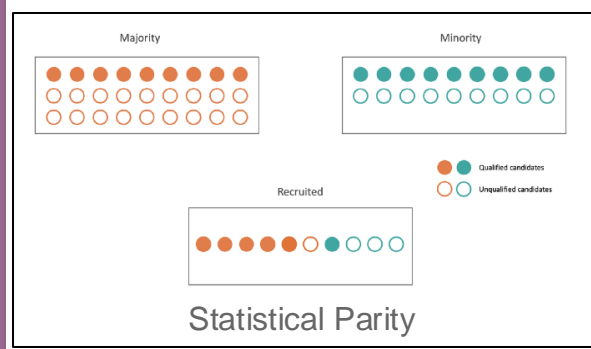 Majority
Minority
Qualified candidates
Unqualified candidates
Recruited
Statistical Parity